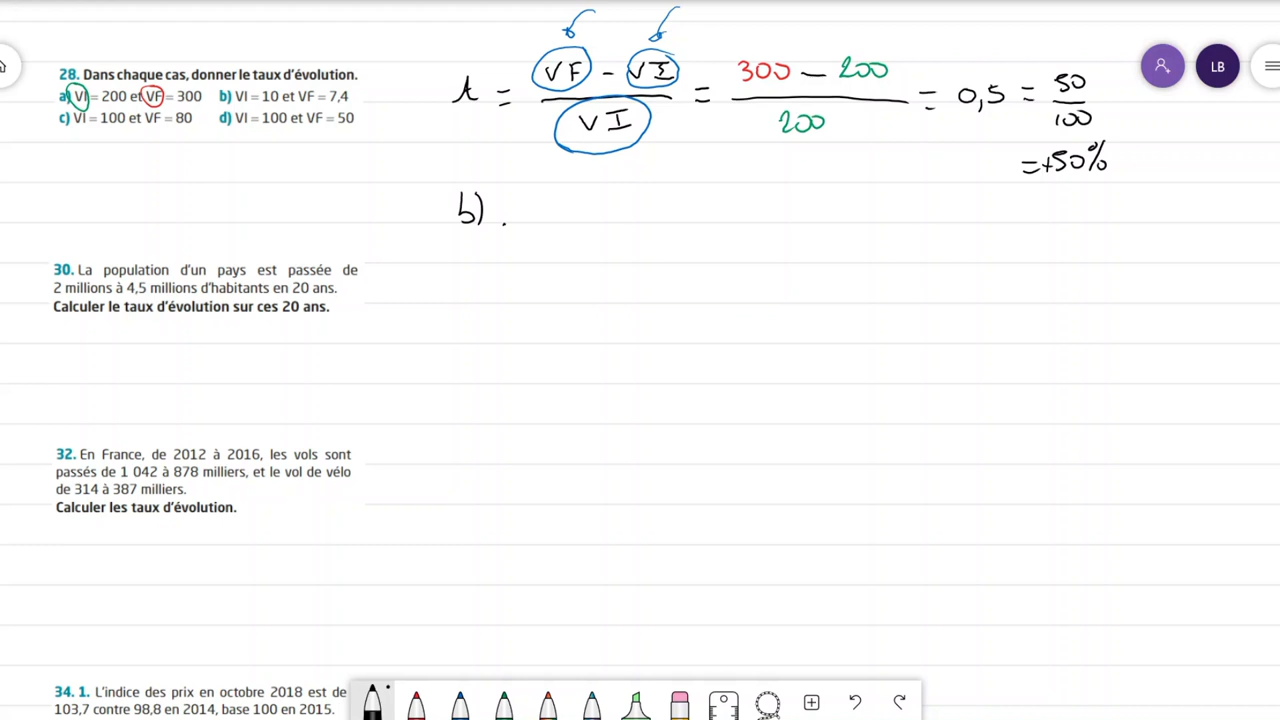 28. Dans chaque cas, donner le taux d'évolution.
a) VI = 200 et VF = 300 b) VI = 10 et VF = 7,4
c) VI = 100 et VF = 80 d) VI = 100 et VF = 50
t = VF - VI / VI = 300 - 200 / 200 = 0,5 = 50 / 100
= +50%
b) .
30. La population d'un pays est passée de
2 millions à 4,5 millions d'habitants en 20 ans.
Calculer le taux d'évolution sur ces 20 ans.
32. En France, de 2012 à 2016, les vols sont
passés de 1 042 à 878 milliers, et le vol de vélo
de 314 à 387 milliers.
Calculer les taux d'évolution.
34. 1. L'indice des prix en octobre 2018 est de
103,7 contre 98,8 en 2014, base 100 en 2015.
LB